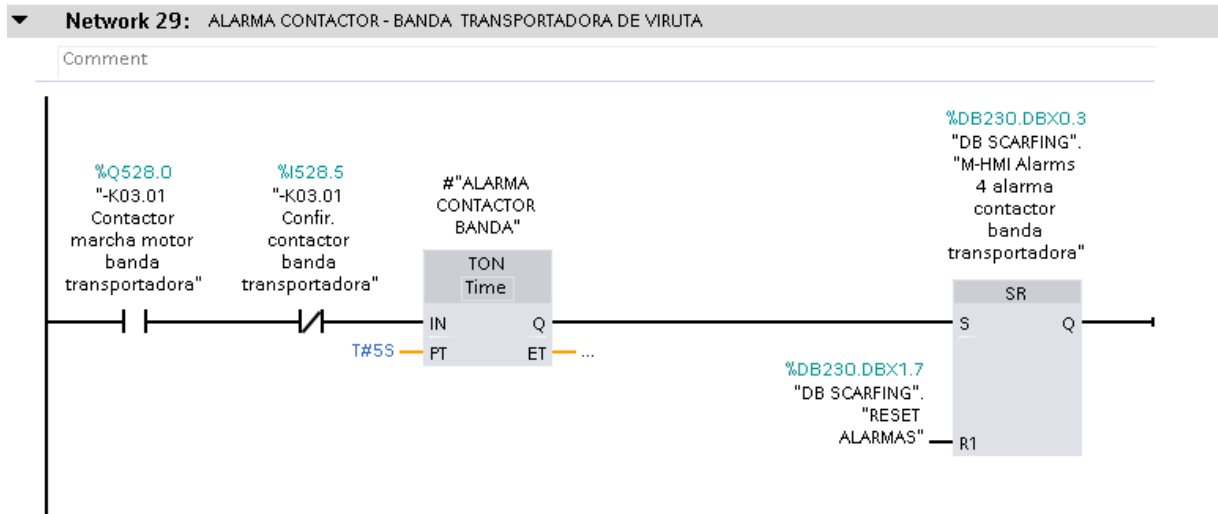 Network 29: ALARMA CONTACTOR - BANDA TRANSPORTADORA DE VIRUTA
Comment
%Q528.0
"-K03.01
Contactor
marcha motor
banda
transportadora"
%I528.5
"-K03.01
Confir.
contactor
banda
transportadora"
#"ALARMA
CONTACTOR
BANDA"
TON
Time
IN Q
T#5S PT ET ...
%DB230.DBX0.3
"DB SCARFING".
"M-HMI Alarms
4 alarma
contactor
banda
transportadora"
SR
S Q
%DB230.DBX1.7
"DB SCARFING".
"RESET
ALARMAS" R1